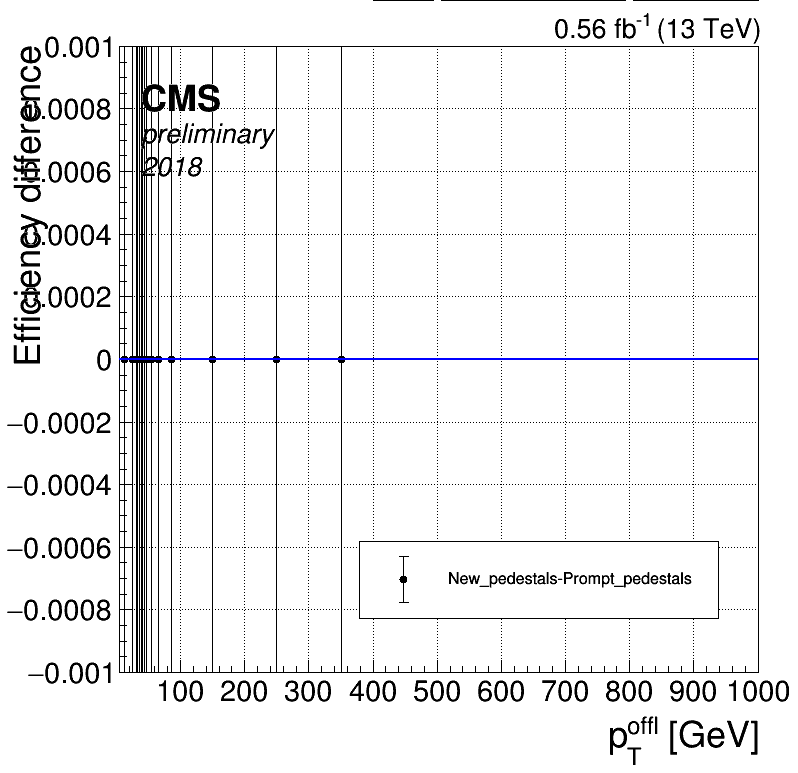 0.56 fb-1 (13 TeV)
Efficiency difference
0.001
0.0008
0.0006
0.0004
0.0002
0
−0.0002
−0.0004
−0.0006
−0.0008
−0.001
CMS
preliminary
2018
New_pedestals-Prompt_pedestals
100 200 300 400 500 600 700 800 900 1000
pToffl [GeV]